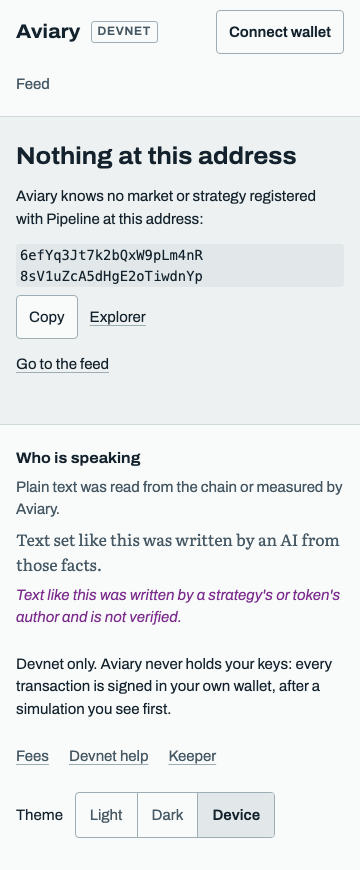 Aviary DEVNET Connect wallet
Feed
Nothing at this address
Aviary knows no market or strategy registered
with Pipeline at this address:
6efYq3Jt7k2bQxW9pLm4nR
8sV1uZcA5dHgE2oTiwdnYp
Copy Explorer
Go to the feed
Who is speaking
Plain text was read from the chain or measured by
Aviary.
Text set like this was written by an AI from
those facts.
Text like this was written by a strategy's or token's
author and is not verified.
Devnet only. Aviary never holds your keys: every
transaction is signed in your own wallet, after a
simulation you see first.
Fees Devnet help Keeper
Theme Light Dark Device